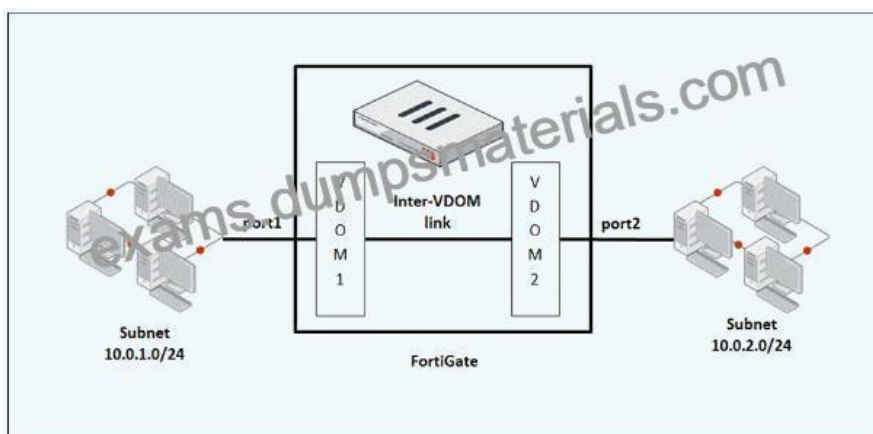 exams.dumpsmaterials.com
Inter-VDOM
link
V
D
O
M
1
V
D
O
M
2
port1
port2
Subnet
10.0.1.0/24
Subnet
10.0.2.0/24
FortiGate